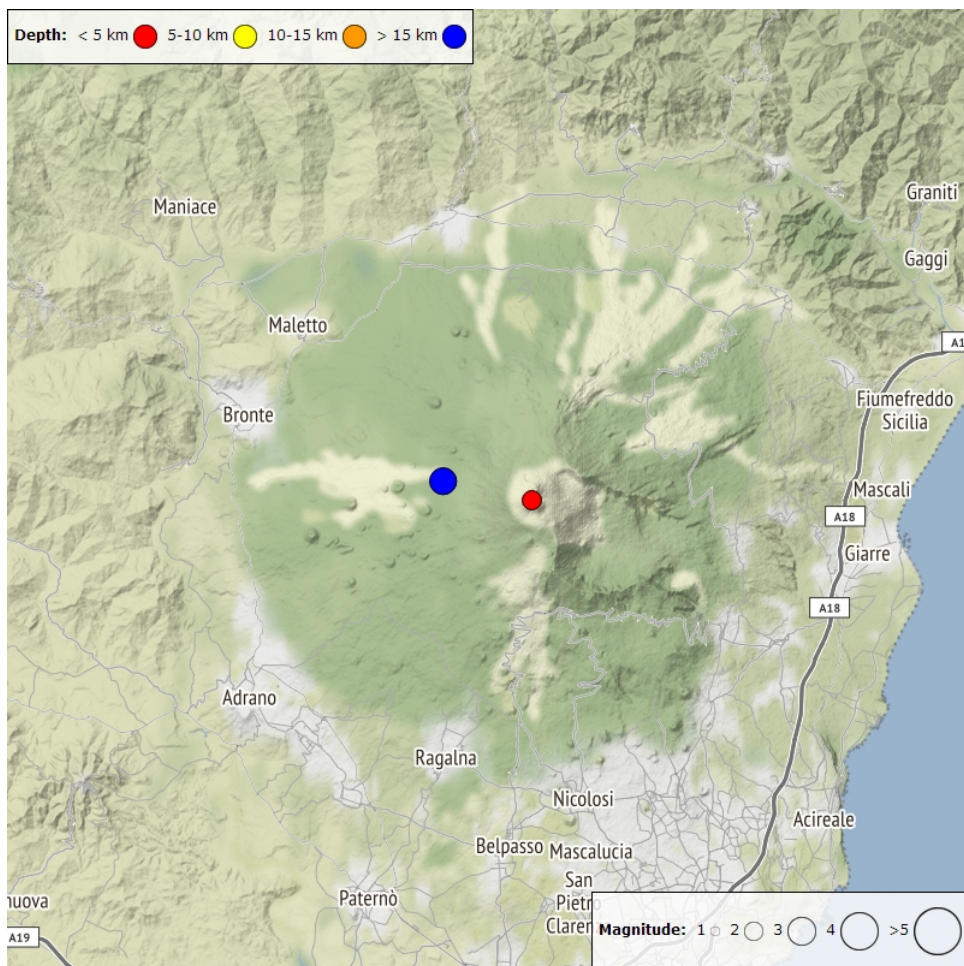 Depth: < 5 km 5-10 km 10-15 km > 15 km
Maniace
Graniti
Gaggi
Maletto
A1
Bronte
Fiumefreddo
Sicilia
Mascali
A18
Giarre
A18
Adrano
Ragalna
Nicolosi
Acireale
Belpasso
Mascalucia
San
Pietro
Claren
Paternò
nuova
A19
Magnitude: 1 2 3 4 >5